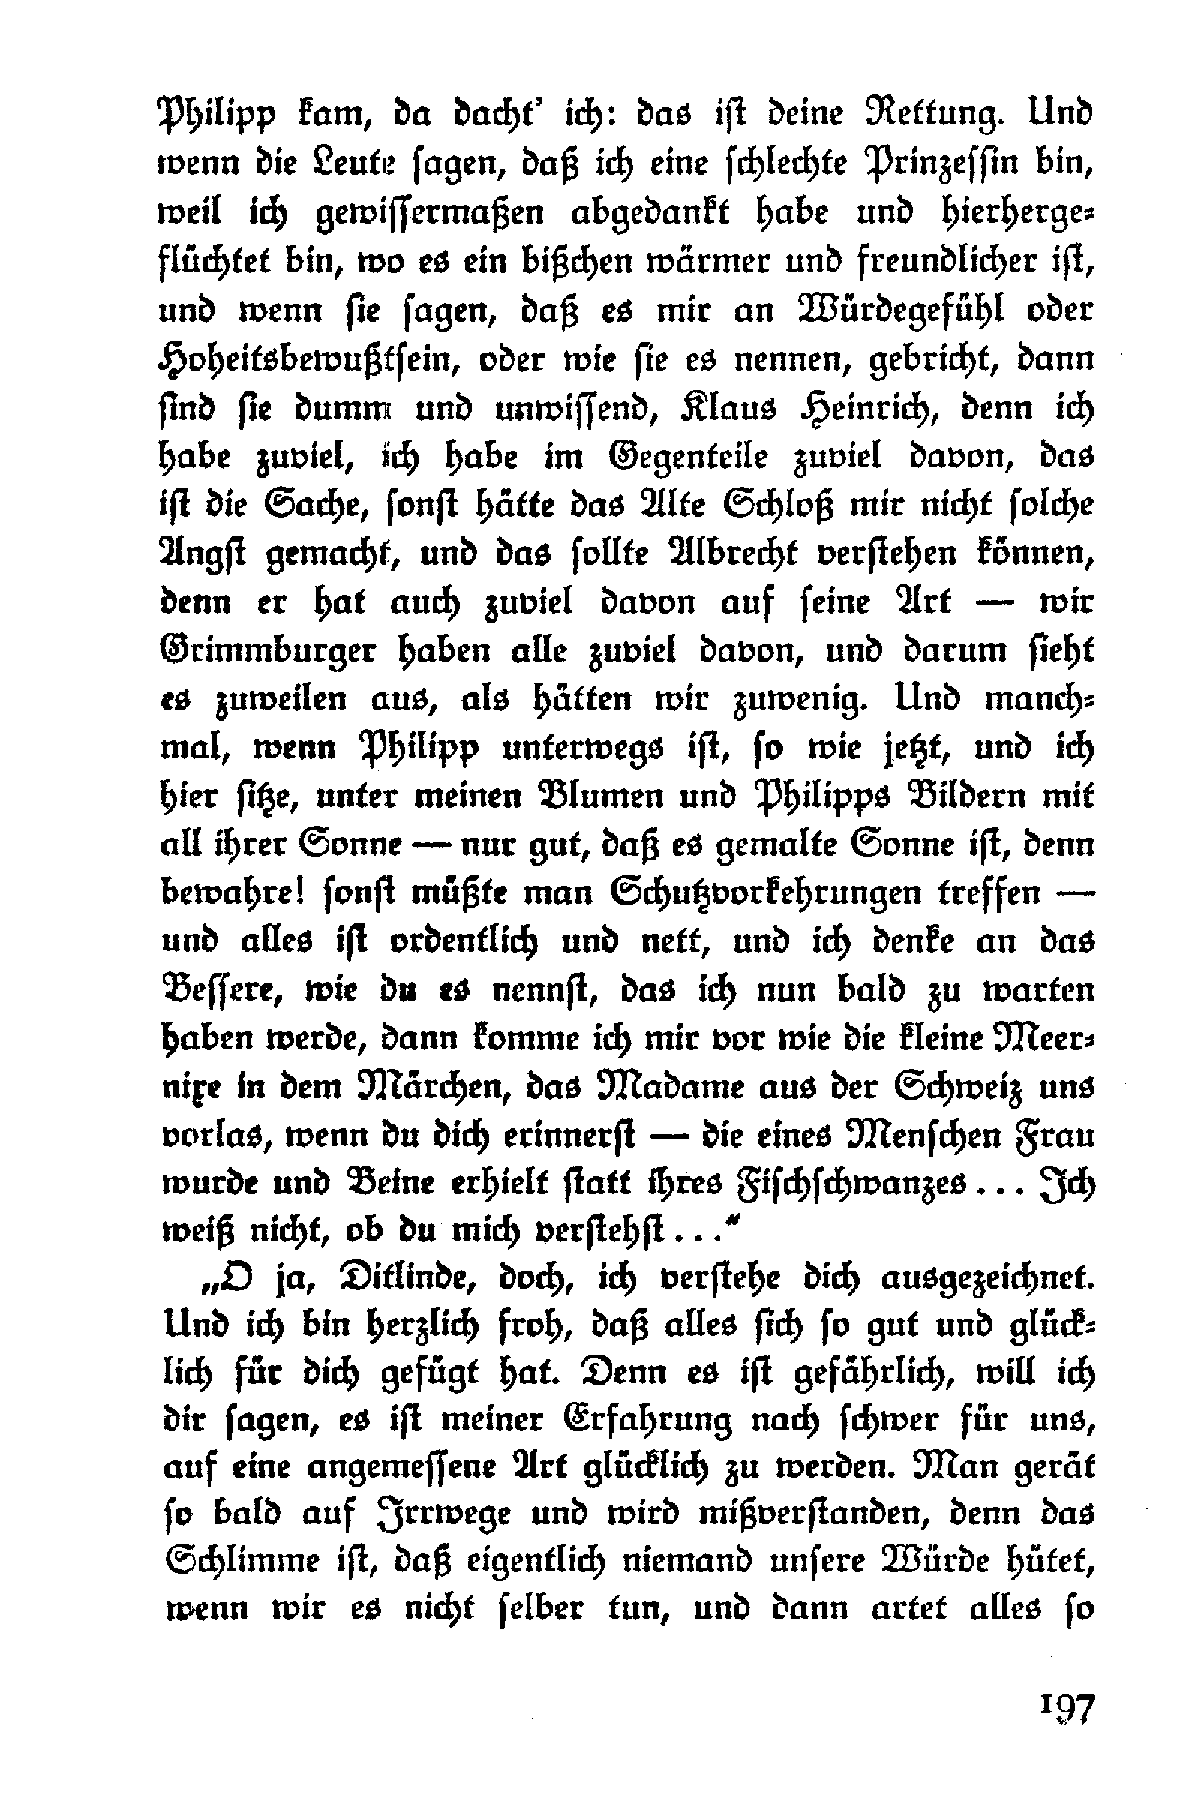 Philipp kam, da dacht' ich: das ist deine Rettung. Und
wenn die Leute sagen, daß ich eine schlechte Prinzessin bin,
weil ich gewissermaßen abgedankt habe und hierherge-
flüchtet bin, wo es ein bißchen wärmer und freundlicher ist,
und wenn sie sagen, daß es mir an Würdegefühl oder
Hoheitsbewußtsein, oder wie sie es nennen, gebricht, dann
sind sie dumm und unwissend, Klaus Heinrich, denn ich
habe zuviel, ich habe im Gegenteile zuviel davon, das
ist die Sache, sonst hätte das Alte Schloß mir nicht solche
Angst gemacht, und das sollte Albrecht verstehen können,
denn er hat auch zuviel davon auf seine Art — wir
Grimmburger haben alle zuviel davon, und darum sieht
es zuweilen aus, als hätten wir zuwenig. Und manch-
mal, wenn Philipp unterwegs ist, so wie jetzt, und ich
hier sitze, unter meinen Blumen und Philipps Bildern mit
all ihrer Sonne — nur gut, daß es gemalte Sonne ist, denn
bewahre! sonst müßte man Schutzvorkehrungen treffen —
und alles ist ordentlich und nett, und ich denke an das
Bessere, wie du es nennst, das ich nun bald zu warten
haben werde, dann komme ich mir vor wie die kleine Meer-
nixe in dem Märchen, das Madame aus der Schweiz uns
vorlas, wenn du dich erinnerst — die eines Menschen Frau
wurde und Beine erhielt statt ihres Fischschwanzes... Ich
weiß nicht, ob du mich verstehst...“
„O ja, Ditlinde, doch, ich verstehe dich ausgezeichnet.
Und ich bin herzlich froh, daß alles sich so gut und glück-
lich für dich gefügt hat. Denn es ist gefährlich, will ich
dir sagen, es ist meiner Erfahrung nach schwer für uns,
auf eine angemessene Art glücklich zu werden. Man gerät
so bald auf Irrwege und wird mißverstanden, denn das
Schlimme ist, daß eigentlich niemand unsere Würde hütet,
wenn wir es nicht selber tun, und dann artet alles so
197